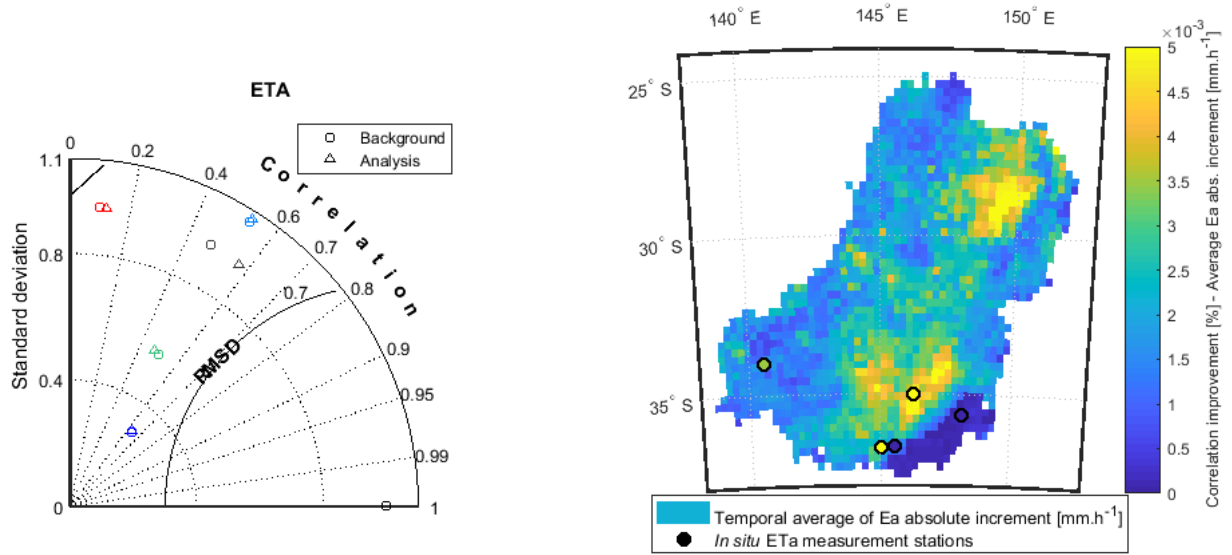 ETA
Background
Analysis
Correlation
Standard deviation
RMSD
0
0.2
0.4
0.6
0.7
0.8
0.9
0.95
0.99
1
0.7
1.1
0.8
0.4
0
140° E
145° E
150° E
25° S
30° S
35° S
×10-3
5
4.5
4
3.5
3
2.5
2
1.5
1
0.5
0
Correlation improvement [%] - Average Ea abs. increment [mm.h-1]
Temporal average of Ea absolute increment [mm.h-1]
In situ ETa measurement stations